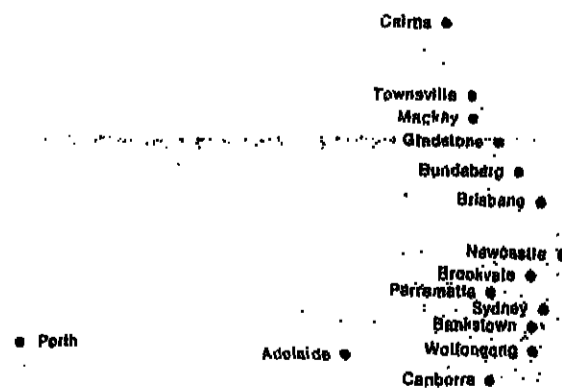 Cairns
Townsville
Mackay
Gladstone
Bundaberg
Brisbane
Newcastle
Brookvale
Parramatta
Sydney
Bankstown
Perth
Adelaide
Wollongong
Canberra